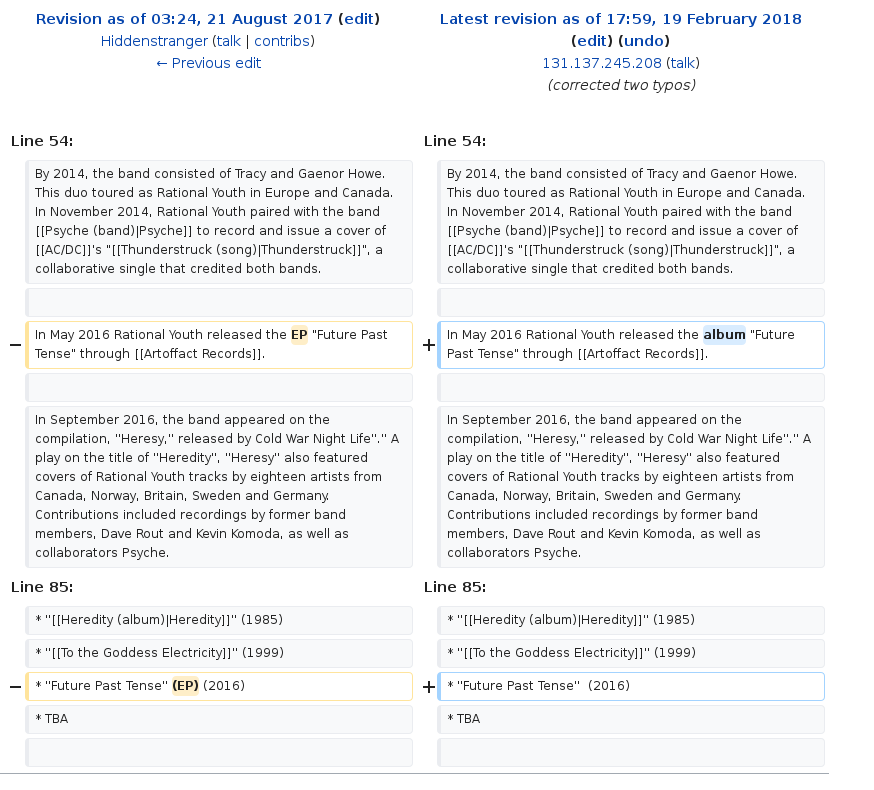 Revision as of 03:24, 21 August 2017 (edit)
Hiddenstranger (talk | contribs)
← Previous edit
Latest revision as of 17:59, 19 February 2018
(edit) (undo)
131.137.245.208 (talk)
(corrected two typos)
Line 54:
By 2014, the band consisted of Tracy and Gaenor Howe.
This duo toured as Rational Youth in Europe and Canada.
In November 2014, Rational Youth paired with the band
[[Psyche (band)|Psyche]] to record and issue a cover of
[[AC/DC]]'s "[[Thunderstruck (song)|Thunderstruck]]", a
collaborative single that credited both bands.
− In May 2016 Rational Youth released the EP "Future Past
Tense" through [[Artoffact Records]].
In September 2016, the band appeared on the
compilation, ''Heresy,'' released by Cold War Night Life''.'' A
play on the title of ''Heredity'', ''Heresy'' also featured
covers of Rational Youth tracks by eighteen artists from
Canada, Norway, Britain, Sweden and Germany.
Contributions included recordings by former band
members, Dave Rout and Kevin Komoda, as well as
collaborators Psyche.
Line 85:
* ''[[Heredity (album)|Heredity]]'' (1985)
* ''[[To the Goddess Electricity]]'' (1999)
− * ''Future Past Tense'' (EP) (2016)
* TBA
Line 54:
By 2014, the band consisted of Tracy and Gaenor Howe.
This duo toured as Rational Youth in Europe and Canada.
In November 2014, Rational Youth paired with the band
[[Psyche (band)|Psyche]] to record and issue a cover of
[[AC/DC]]'s "[[Thunderstruck (song)|Thunderstruck]]", a
collaborative single that credited both bands.
+ In May 2016 Rational Youth released the album "Future
Past Tense" through [[Artoffact Records]].
In September 2016, the band appeared on the
compilation, ''Heresy,'' released by Cold War Night Life''.'' A
play on the title of ''Heredity'', ''Heresy'' also featured
covers of Rational Youth tracks by eighteen artists from
Canada, Norway, Britain, Sweden and Germany.
Contributions included recordings by former band
members, Dave Rout and Kevin Komoda, as well as
collaborators Psyche.
Line 85:
* ''[[Heredity (album)|Heredity]]'' (1985)
* ''[[To the Goddess Electricity]]'' (1999)
+ * ''Future Past Tense''  (2016)
* TBA